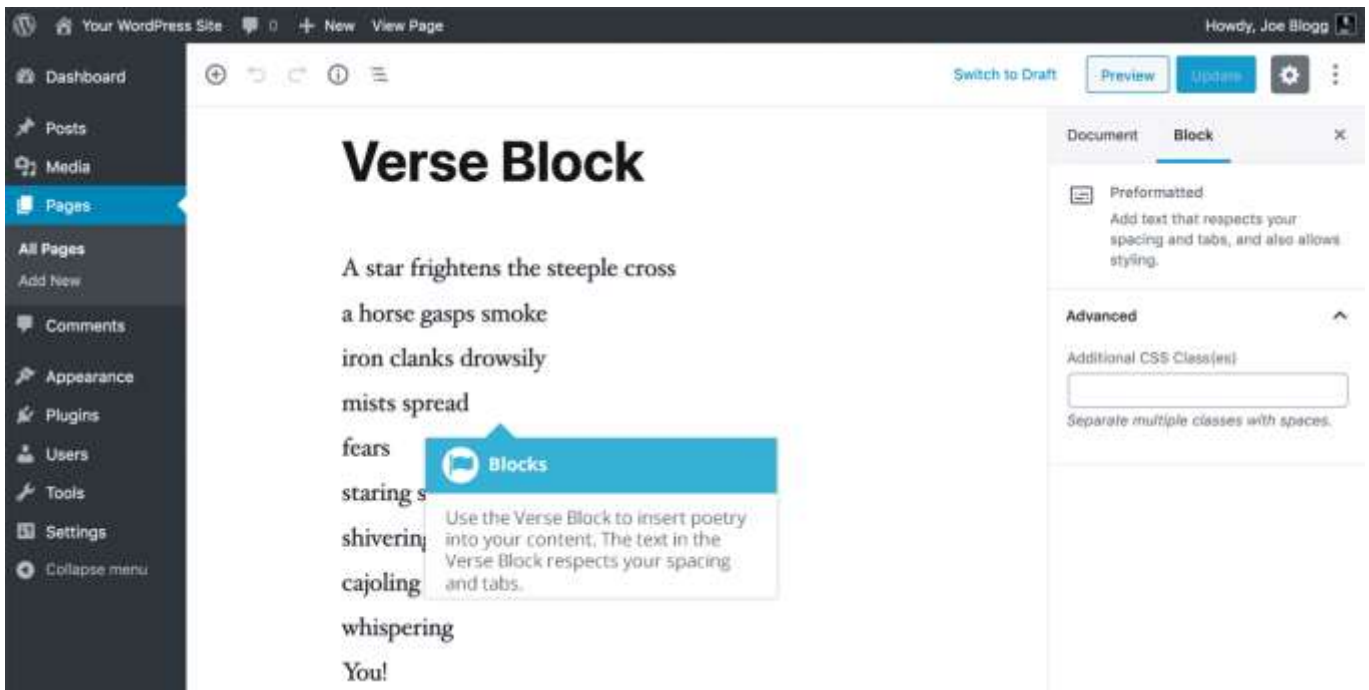 Your WordPress Site 0 + New View Page Howdy, Joe Blogg
Dashboard
Posts
Media
Pages
All Pages
Add New
Comments
Appearance
Plugins
Users
Tools
Settings
Collapse menu
Switch to Draft Preview Update
Verse Block
A star frightens the steeple cross
a horse gasps smoke
iron clanks drowsily
mists spread
fears
staring s
shivering
cajoling
whispering
You!
Blocks
Use the Verse Block to insert poetry
into your content. The text in the
Verse Block respects your spacing
and tabs.
Document Block
Preformatted
Add text that respects your
spacing and tabs, and also allows
styling.
Advanced
Additional CSS Class(es)
Separate multiple classes with spaces.